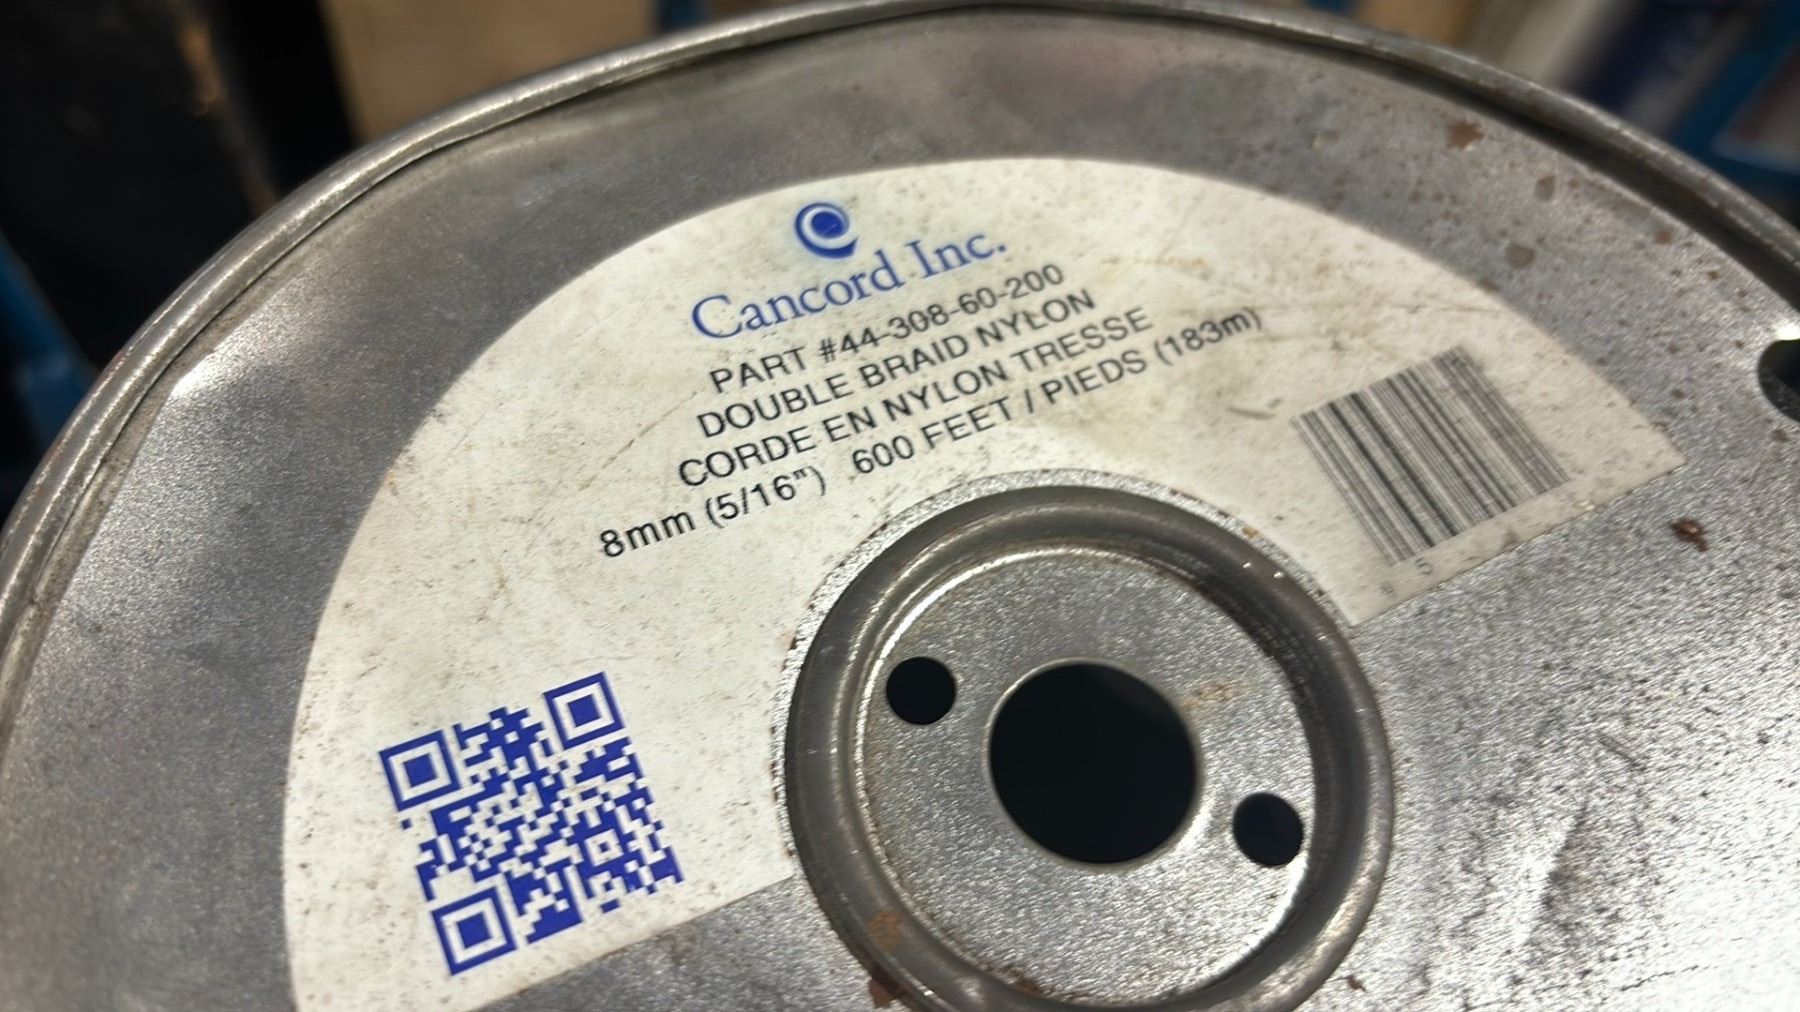 Cancord Inc.
PART #44-308-60-200
DOUBLE BRAID NYLON
CORDE EN NYLON TRESSE
8mm (5/16") 600 FEET / PIEDS (183m)